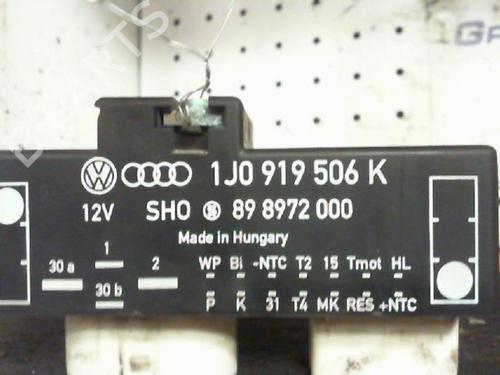 1J0 919 506 K
12V SHO 89 8972 000
Made in Hungary
1 2 WP Bi -NTC T2 15 Tmot HL
30 a
30 b P K 31 T4 MK RES +NTC